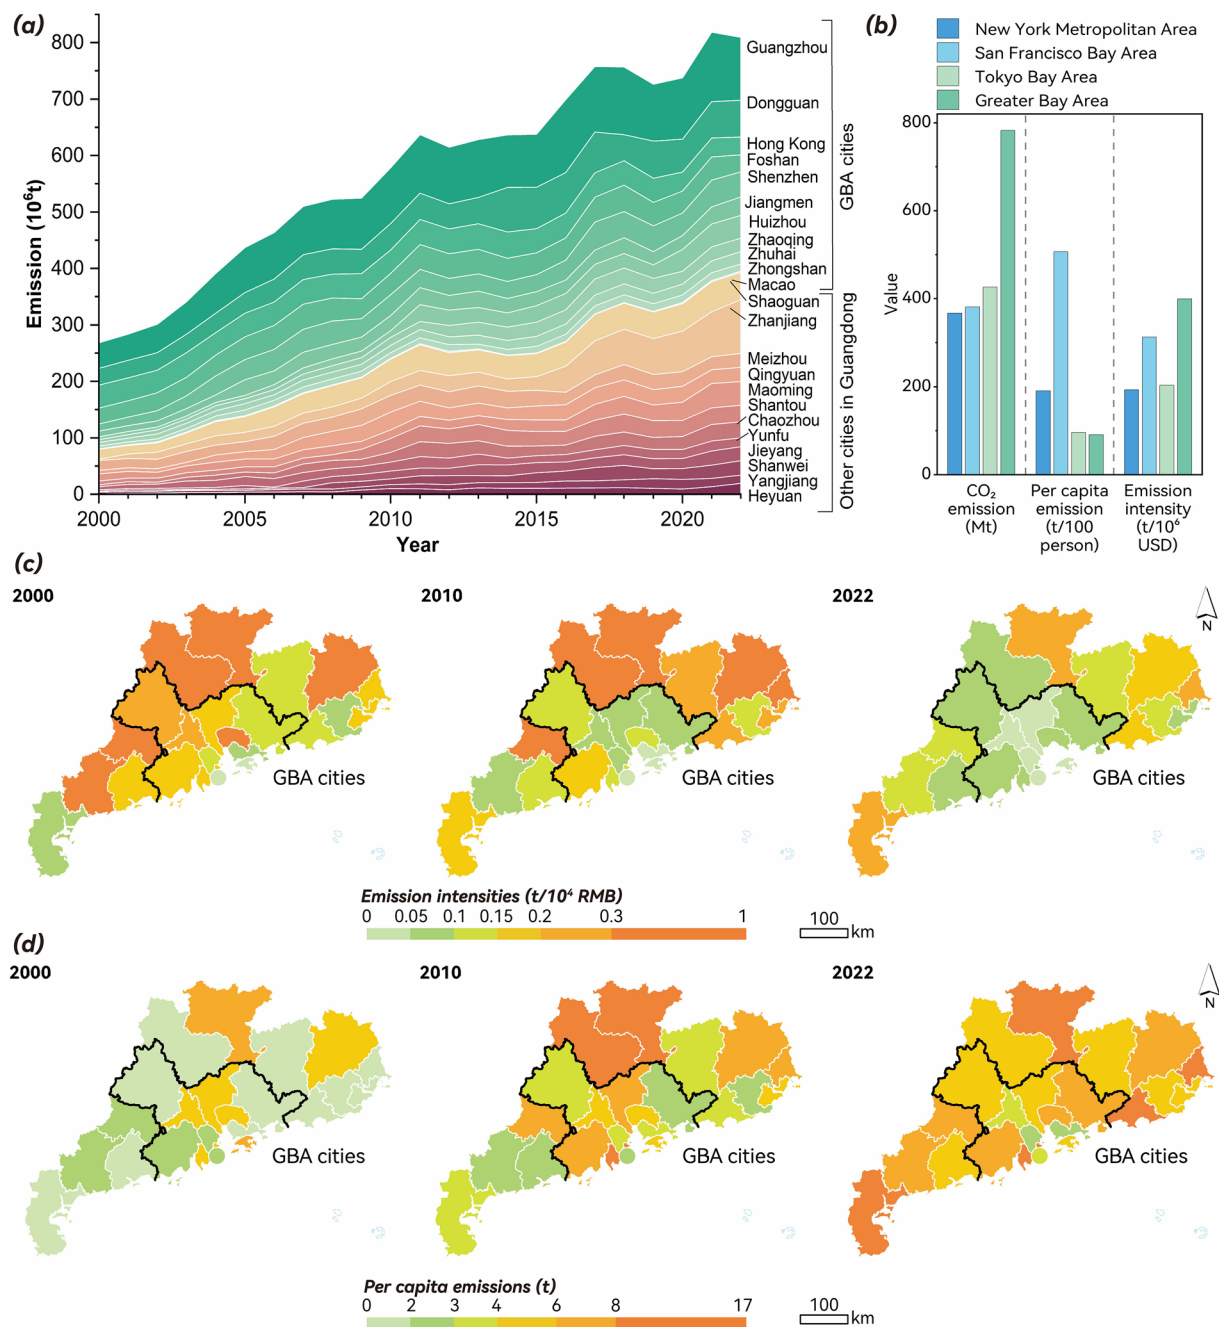 (a)
800
700
600
500
400
300
200
100
0
Emission (10⁶t)
2000
2005
2010
2015
2020
Year
Guangzhou
Dongguan
Hong Kong
Foshan
Shenzhen
Jiangmen
Huizhou
Zhaoqing
Zhuhai
Zhongshan
Macao
Shaoguan
Zhanjiang
Meizhou
Qingyuan
Maoming
Shantou
Chaozhou
Yunfu
Jieyang
Shanwei
Yangjiang
Heyuan
GBA cities
Other cities in Guangdong
(b)
New York Metropolitan Area
San Francisco Bay Area
Tokyo Bay Area
Greater Bay Area
800
600
400
200
0
Value
CO₂
emission
(Mt)
Per capita
emission
(t/100
person)
Emission
intensity
(t/10⁶
USD)
(c)
2000
GBA cities
2010
GBA cities
2022
GBA cities
N
Emission intensities (t/10⁴ RMB)
0 0.05 0.1 0.15 0.2 0.3 1
100
km
(d)
2000
GBA cities
2010
GBA cities
2022
GBA cities
N
Per capita emissions (t)
0 2 3 4 6 8 17
100
km